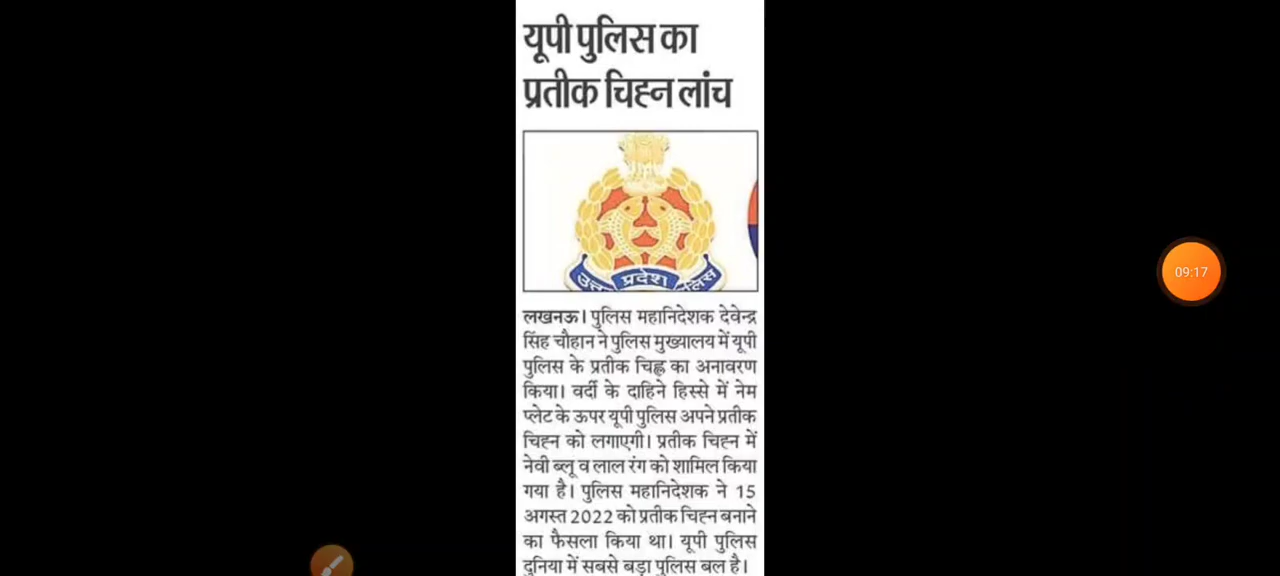 यूपी पुलिस का
प्रतीक चिह्न लांच
उत्तर प्रदेश पुलिस
लखनऊ। पुलिस महानिदेशक देवेन्द्र
सिंह चौहान ने पुलिस मुख्यालय में यूपी
पुलिस के प्रतीक चिह्न का अनावरण
किया। वर्दी के दाहिने हिस्से में नेम
प्लेट के ऊपर यूपी पुलिस अपने प्रतीक
चिह्न को लगाएगी। प्रतीक चिह्न में
नेवी ब्लू व लाल रंग को शामिल किया
गया है। पुलिस महानिदेशक ने 15
अगस्त 2022 को प्रतीक चिह्न बनाने
का फैसला किया था। यूपी पुलिस
दुनिया में सबसे बड़ा पुलिस बल है।
09:17